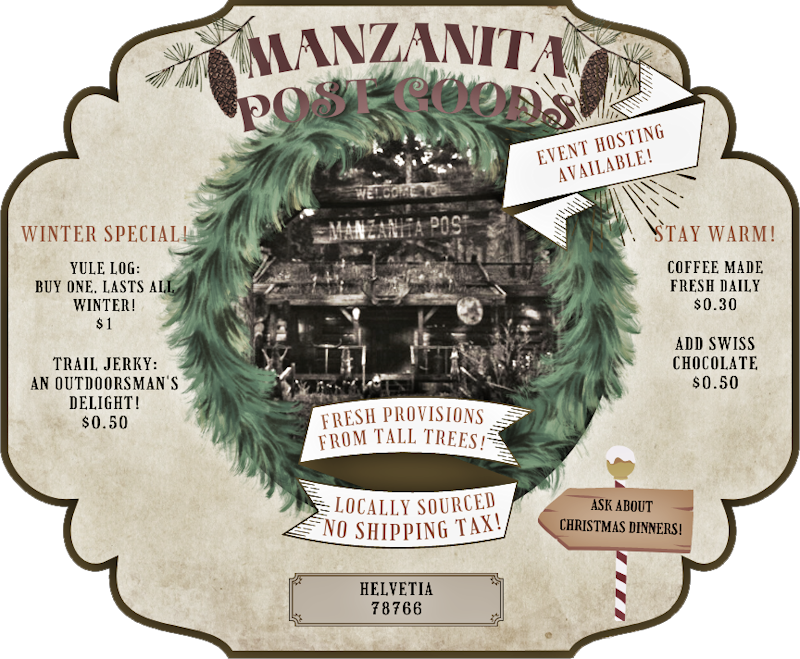 MANZANITA
POST GOODS
EVENT HOSTING
AVAILABLE!
WELCOME TO
MANZANITA POST
WINTER SPECIAL!
YULE LOG:
BUY ONE, LASTS ALL
WINTER!
$1
TRAIL JERKY:
AN OUTDOORSMAN'S
DELIGHT!
$0.50
STAY WARM!
COFFEE MADE
FRESH DAILY
$0.30
ADD SWISS
CHOCOLATE
$0.50
FRESH PROVISIONS
FROM TALL TREES!
LOCALLY SOURCED
NO SHIPPING TAX!
ASK ABOUT
CHRISTMAS DINNERS!
HELVETIA
78766